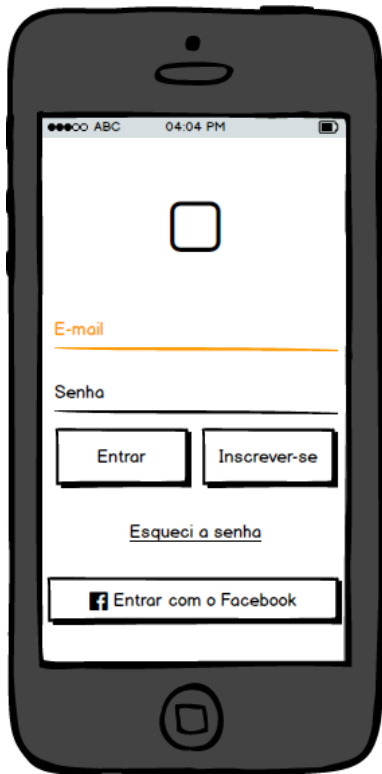 ABC 04:04 PM
E-mail
Senha
Entrar Inscrever-se
Esqueci a senha
Entrar com o Facebook